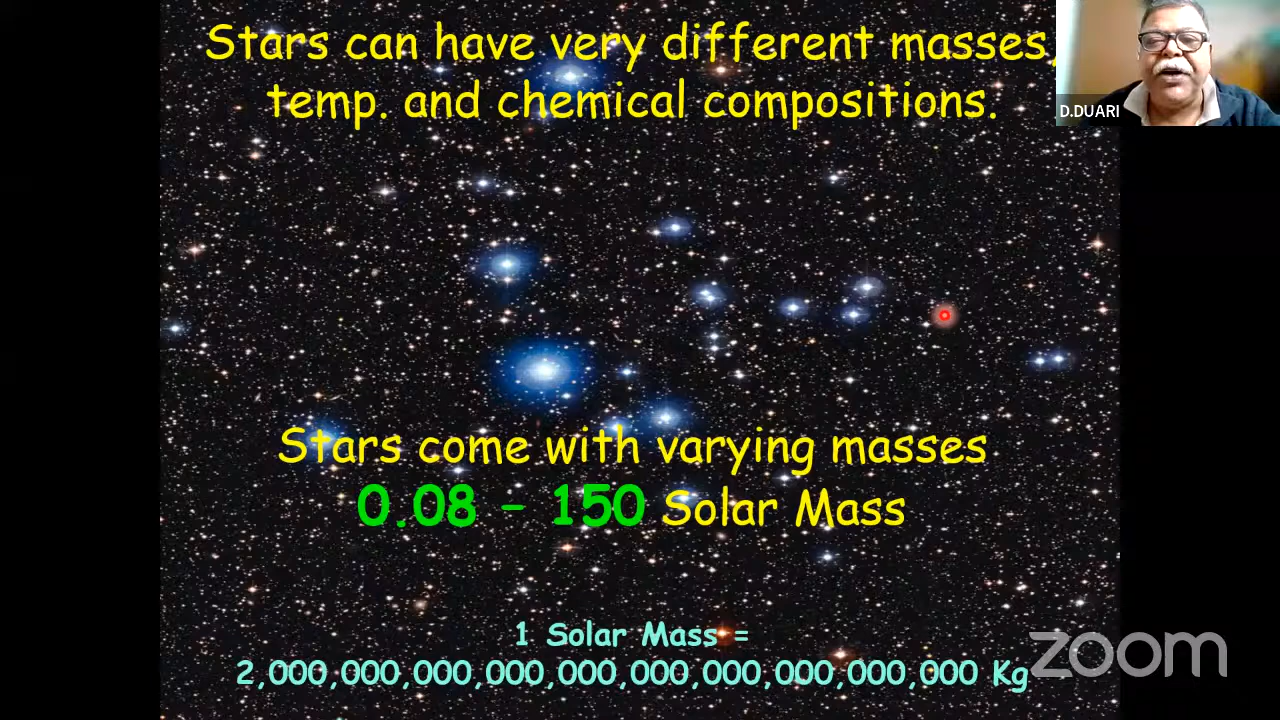 Stars can have very different masses,
temp. and chemical compositions.
D.DUARI
Stars come with varying masses
0.08 - 150 Solar Mass
1 Solar Mass =
2,000,000,000,000,000,000,000,000,000,000 Kg
zoom